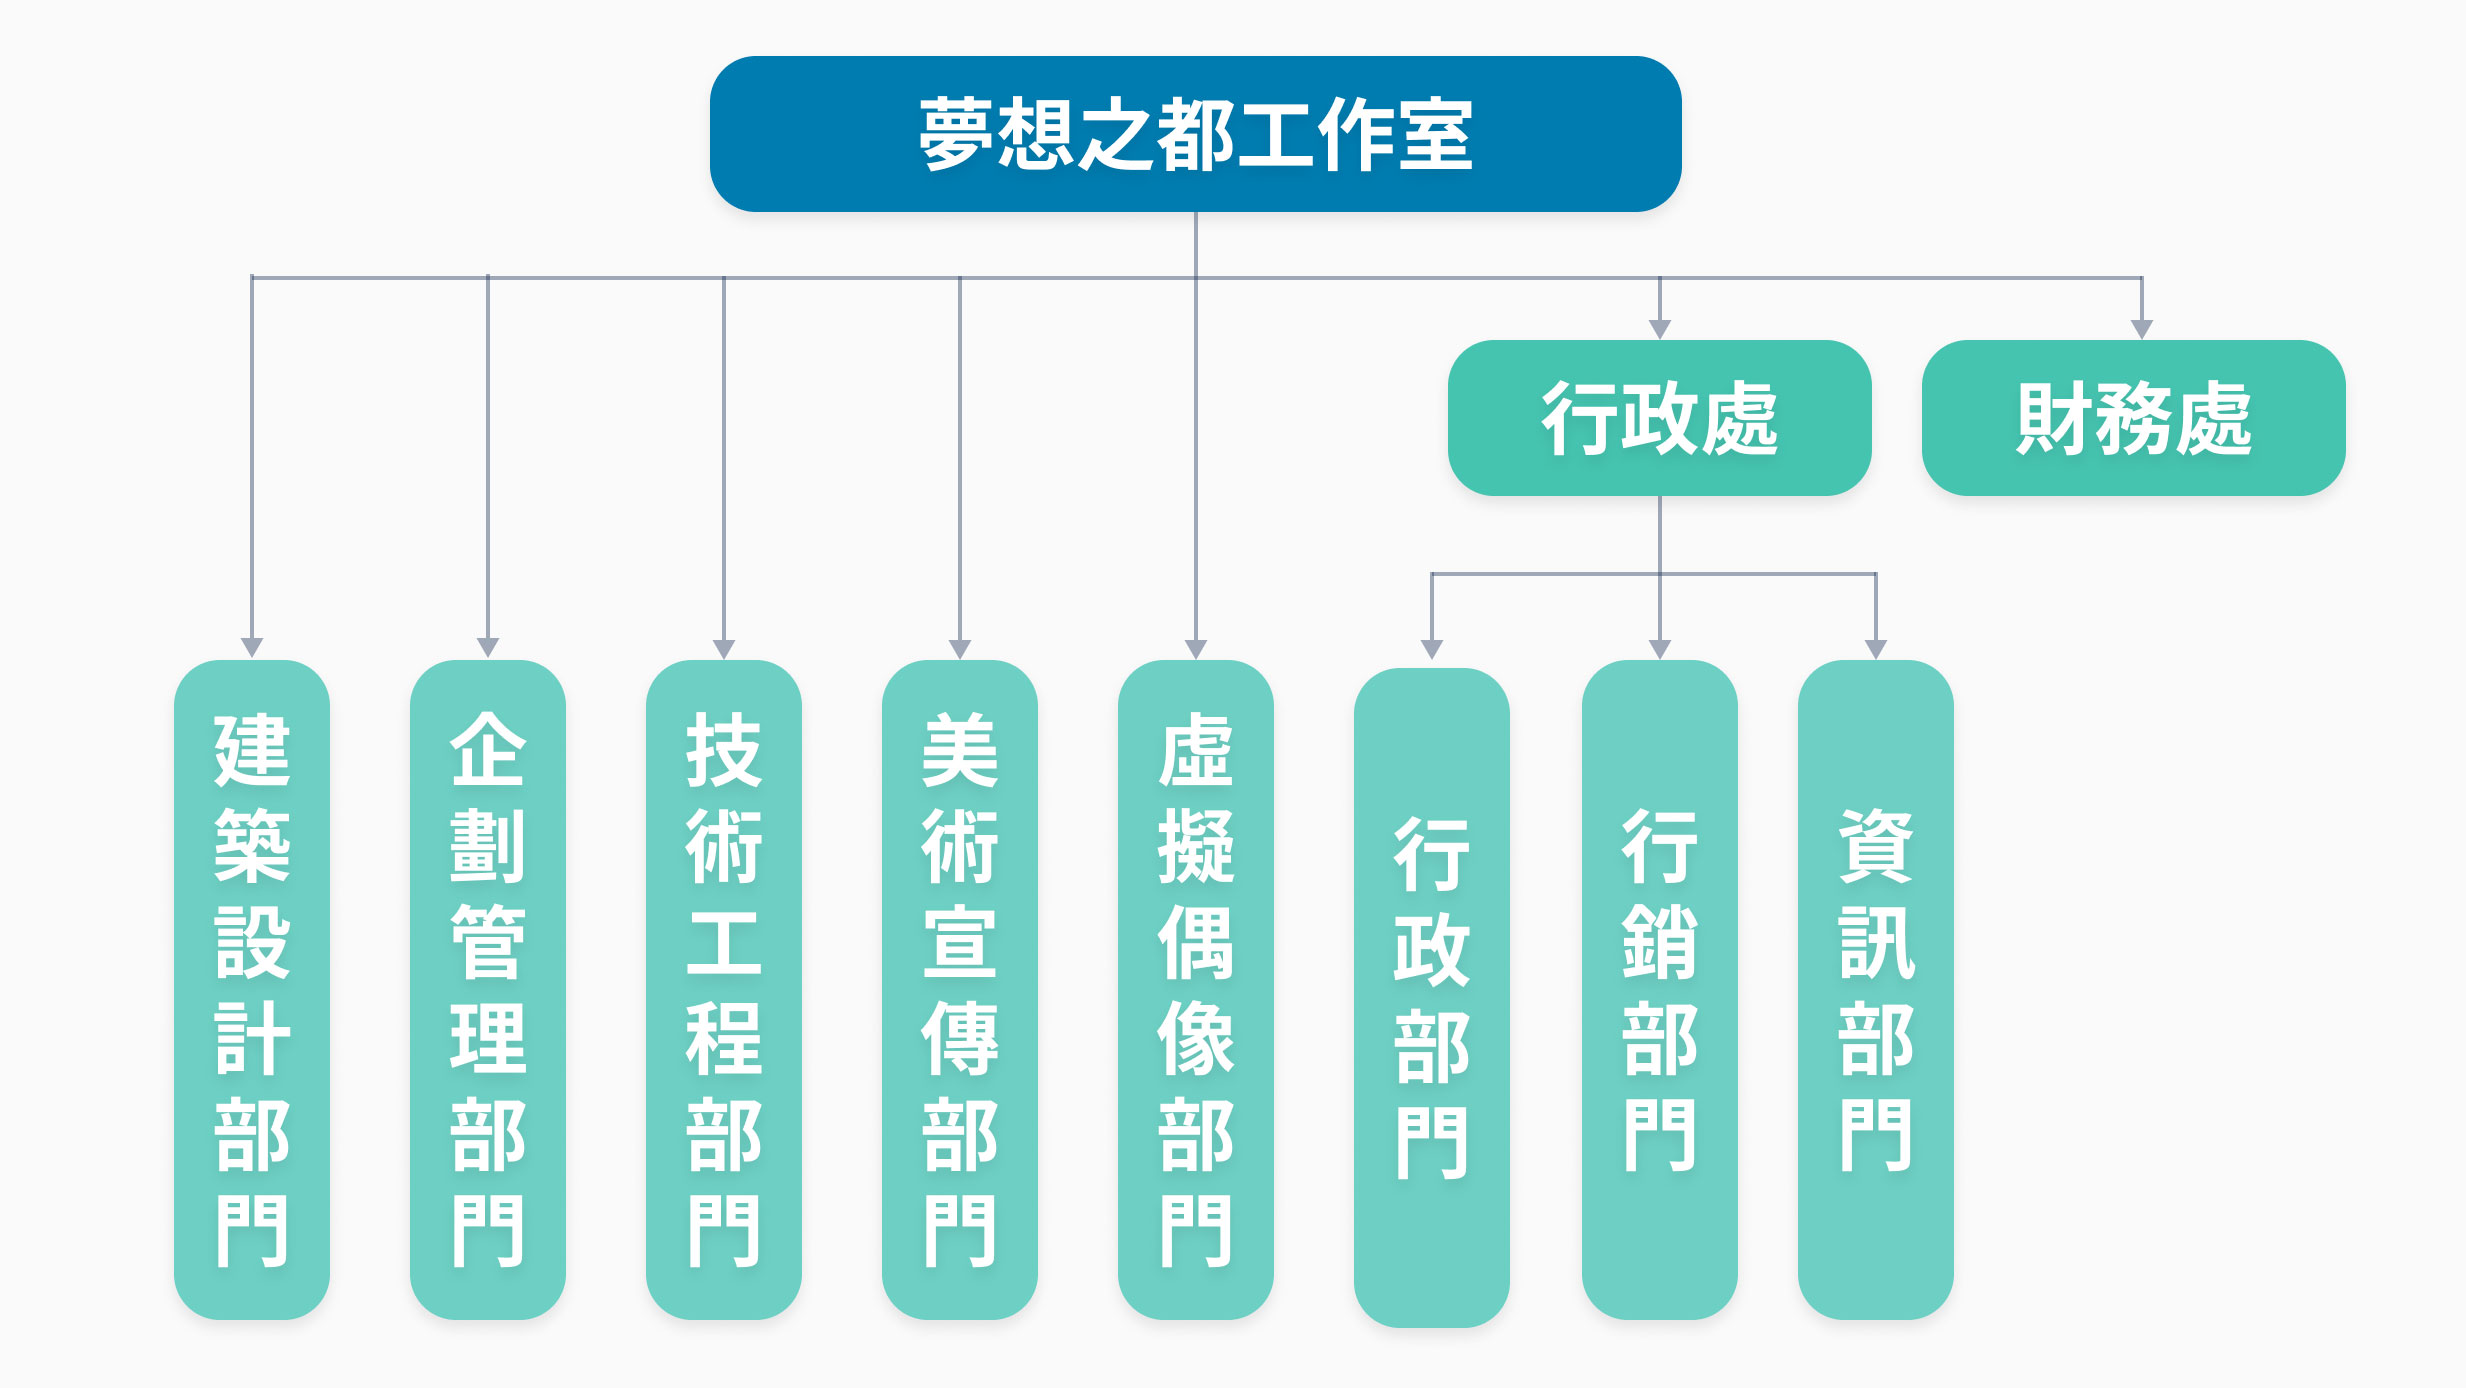 夢想之都工作室
行政處
財務處
建築設計部門
企劃管理部門
技術工程部門
美術宣傳部門
虛擬偶像部門
行政部門
行銷部門
資訊部門